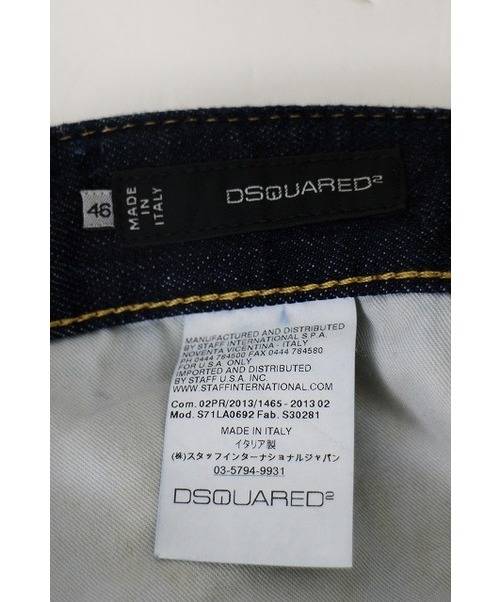 46
MADE
IN
ITALY
DSQUARED²
MANUFACTURED AND DISTRIBUTED
BY STAFF INTERNATIONAL S.P.A.
NOVENTA VICENTINA - ITALY
PH 0444 784500 FAX 0444 784580
FOR U.S.A. ONLY
IMPORTED AND DISTRIBUTED
BY STAFF U.S.A. INC.
WWW.STAFFINTERNATIONAL.COM
Com. 02PR/2013/1465 - 2013 02
Mod. S71LA0692 Fab. S30281
MADE IN ITALY
イタリア製
(株)スタッフインターナショナルジャパン
03-5794-9931
DSQUARED²